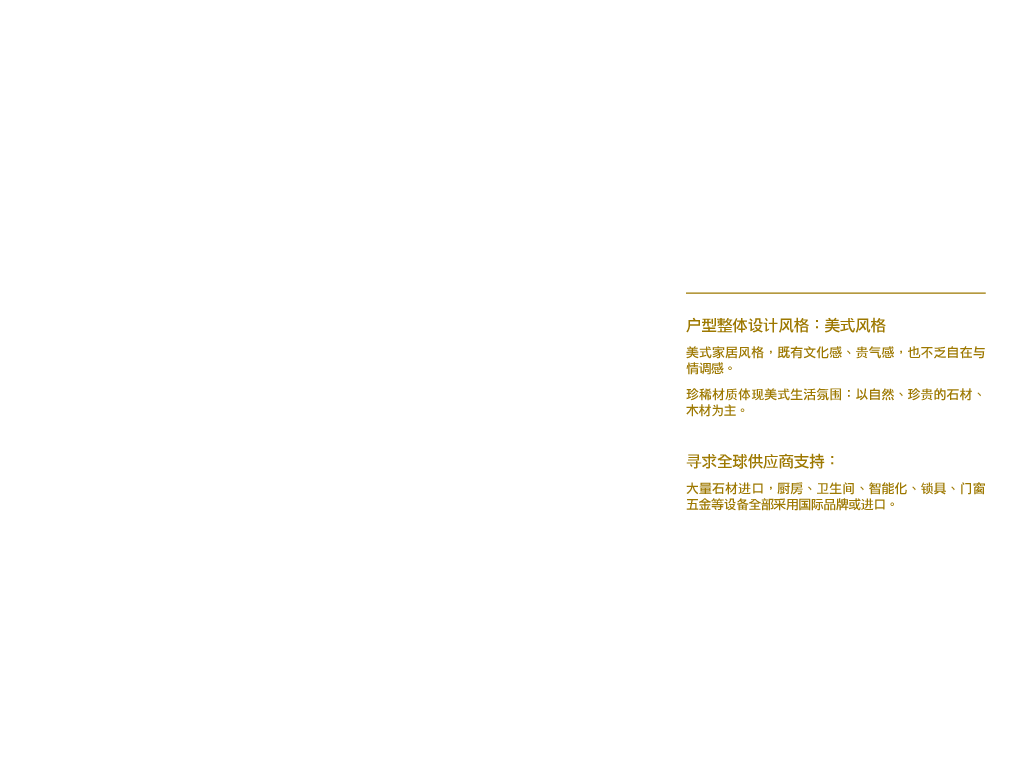 户型整体设计风格：美式风格
美式家居风格，既有文化感、贵气感，也不乏自在与
情调感。
珍稀材质体现美式生活氛围：以自然、珍贵的石材、
木材为主。
寻求全球供应商支持：
大量石材进口，厨房、卫生间、智能化、锁具、门窗
五金等设备全部采用国际品牌或进口。